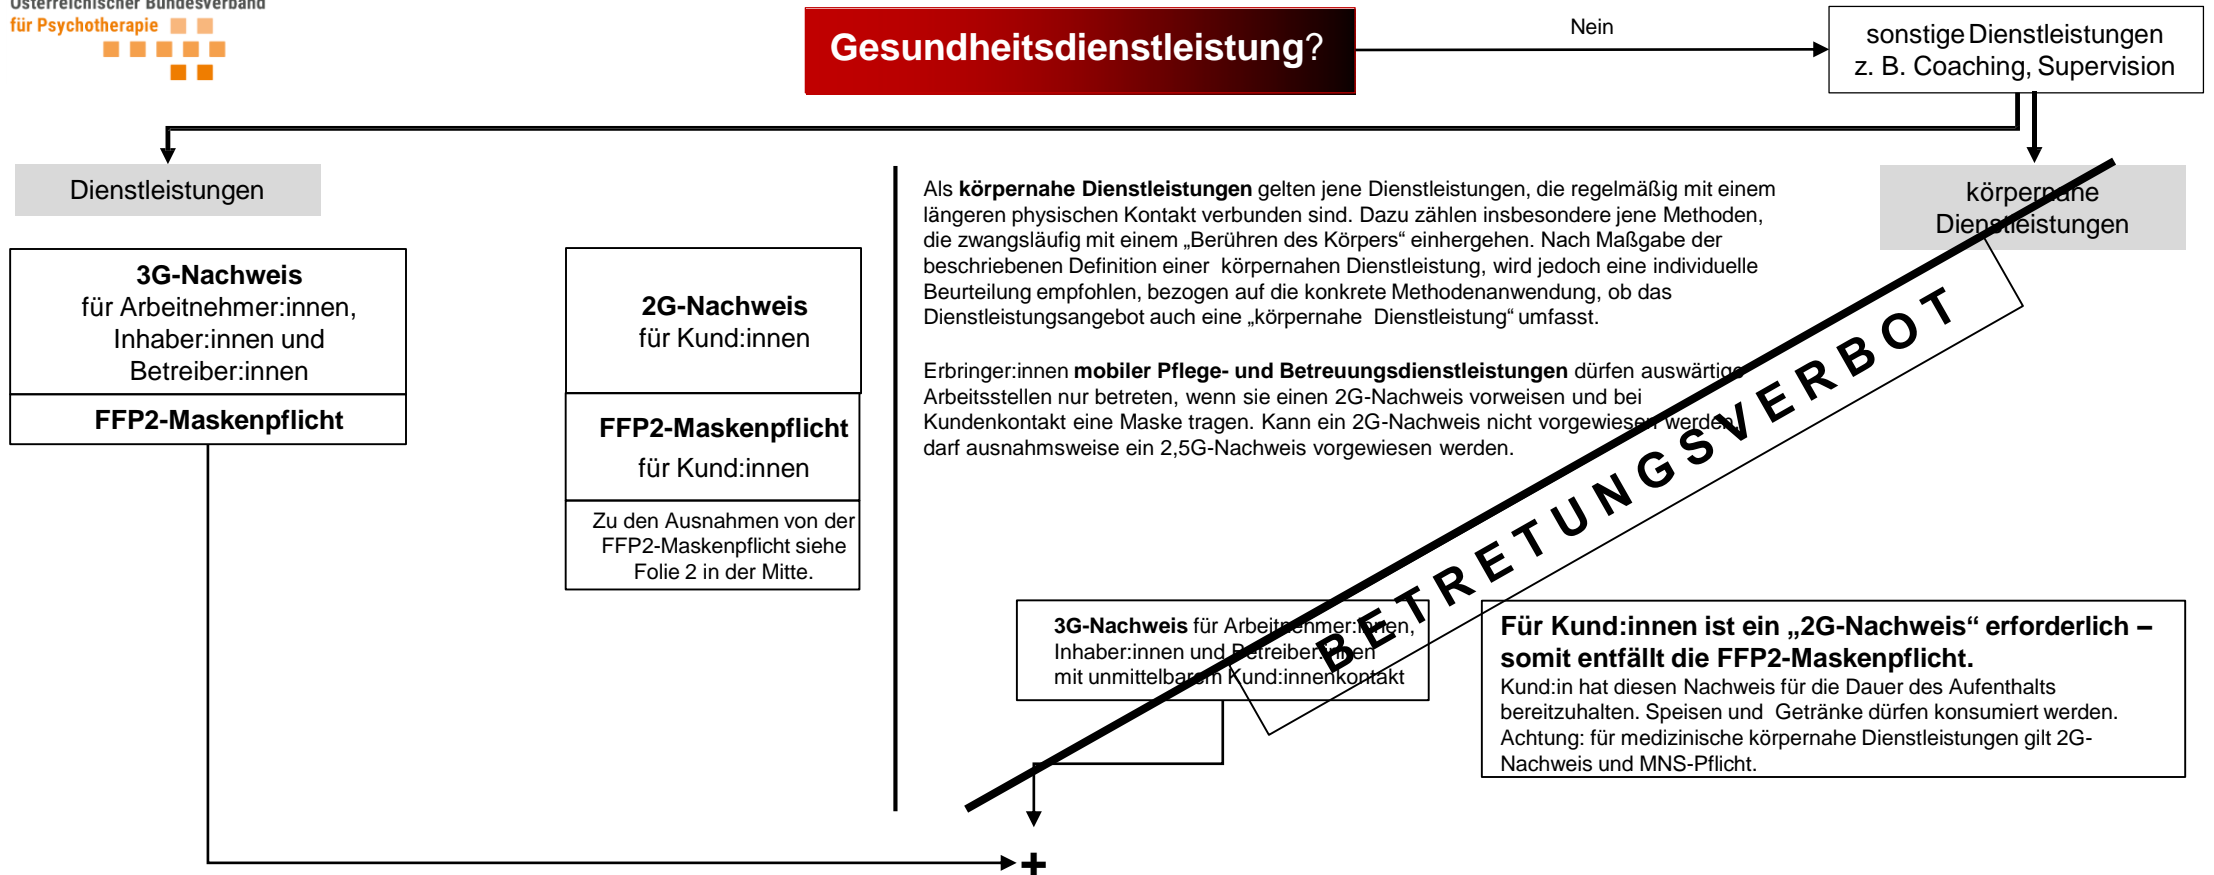 Österreichischer Bundesverband
für Psychotherapie
Gesundheitsdienstleistung?
Nein
sonstige Dienstleistungen
z. B. Coaching, Supervision
Dienstleistungen
3G-Nachweis
für Arbeitnehmer:innen,
Inhaber:innen und
Betreiber:innen
FFP2-Maskenpflicht
2G-Nachweis
für Kund:innen
FFP2-Maskenpflicht
für Kund:innen
Zu den Ausnahmen von der
FFP2-Maskenpflicht siehe
Folie 2 in der Mitte.
Als körpernahe Dienstleistungen gelten jene Dienstleistungen, die regelmäßig mit einem
längeren physischen Kontakt verbunden sind. Dazu zählen insbesondere jene Methoden,
die zwangsläufig mit einem „Berühren des Körpers“ einhergehen. Nach Maßgabe der
beschriebenen Definition einer körpernahen Dienstleistung, wird jedoch eine individuelle
Beurteilung empfohlen, bezogen auf die konkrete Methodenanwendung, ob das
Dienstleistungsangebot auch eine „körpernahe Dienstleistung“ umfasst.
Erbringer:innen mobiler Pflege- und Betreuungsdienstleistungen dürfen auswärtige
Arbeitsstellen nur betreten, wenn sie einen 2G-Nachweis vorweisen und bei
Kundenkontakt eine Maske tragen. Kann ein 2G-Nachweis nicht vorgewiesen werden,
darf ausnahmsweise ein 2,5G-Nachweis vorgewiesen werden.
körpernahe
Dienstleistungen
BETRETUNGSVERBOT
3G-Nachweis für Arbeitnehmer:innen,
Inhaber:innen und Betreiber:innen
mit unmittelbarem Kund:innenkontakt
Für Kund:innen ist ein „2G-Nachweis“ erforderlich –
somit entfällt die FFP2-Maskenpflicht.
Kund:in hat diesen Nachweis für die Dauer des Aufenthalts
bereitzuhalten. Speisen und Getränke dürfen konsumiert werden.
Achtung: für medizinische körpernahe Dienstleistungen gilt 2G-
Nachweis und MNS-Pflicht.
+